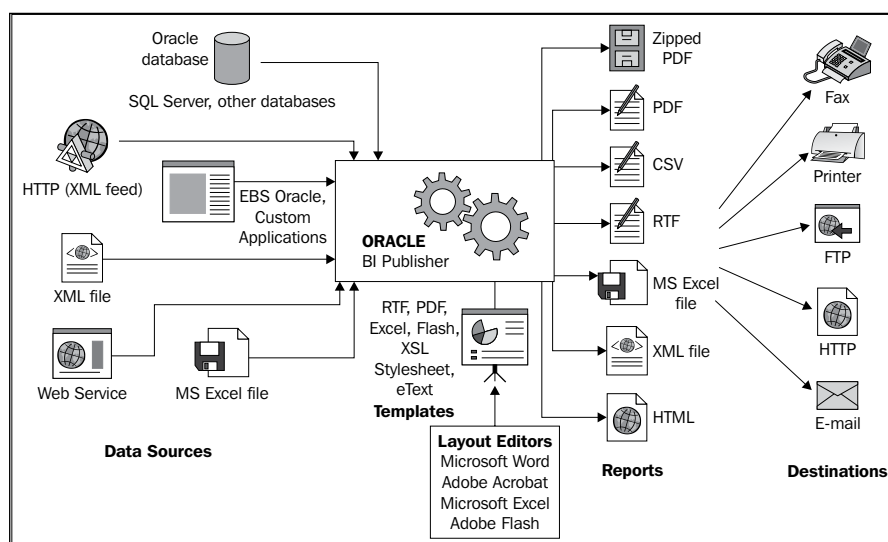 Oracle
database
SQL Server, other databases
HTTP (XML feed)
EBS Oracle,
Custom
Applications
XML file
Web Service
MS Excel file
Data Sources
ORACLE
BI Publisher
RTF, PDF,
Excel, Flash,
XSL
Stylesheet,
eText
Templates
Layout Editors
Microsoft Word
Adobe Acrobat
Microsoft Excel
Adobe Flash
Zipped
PDF
PDF
CSV
RTF
MS Excel
file
XML file
HTML
Reports
Fax
Printer
FTP
HTTP
E-mail
Destinations